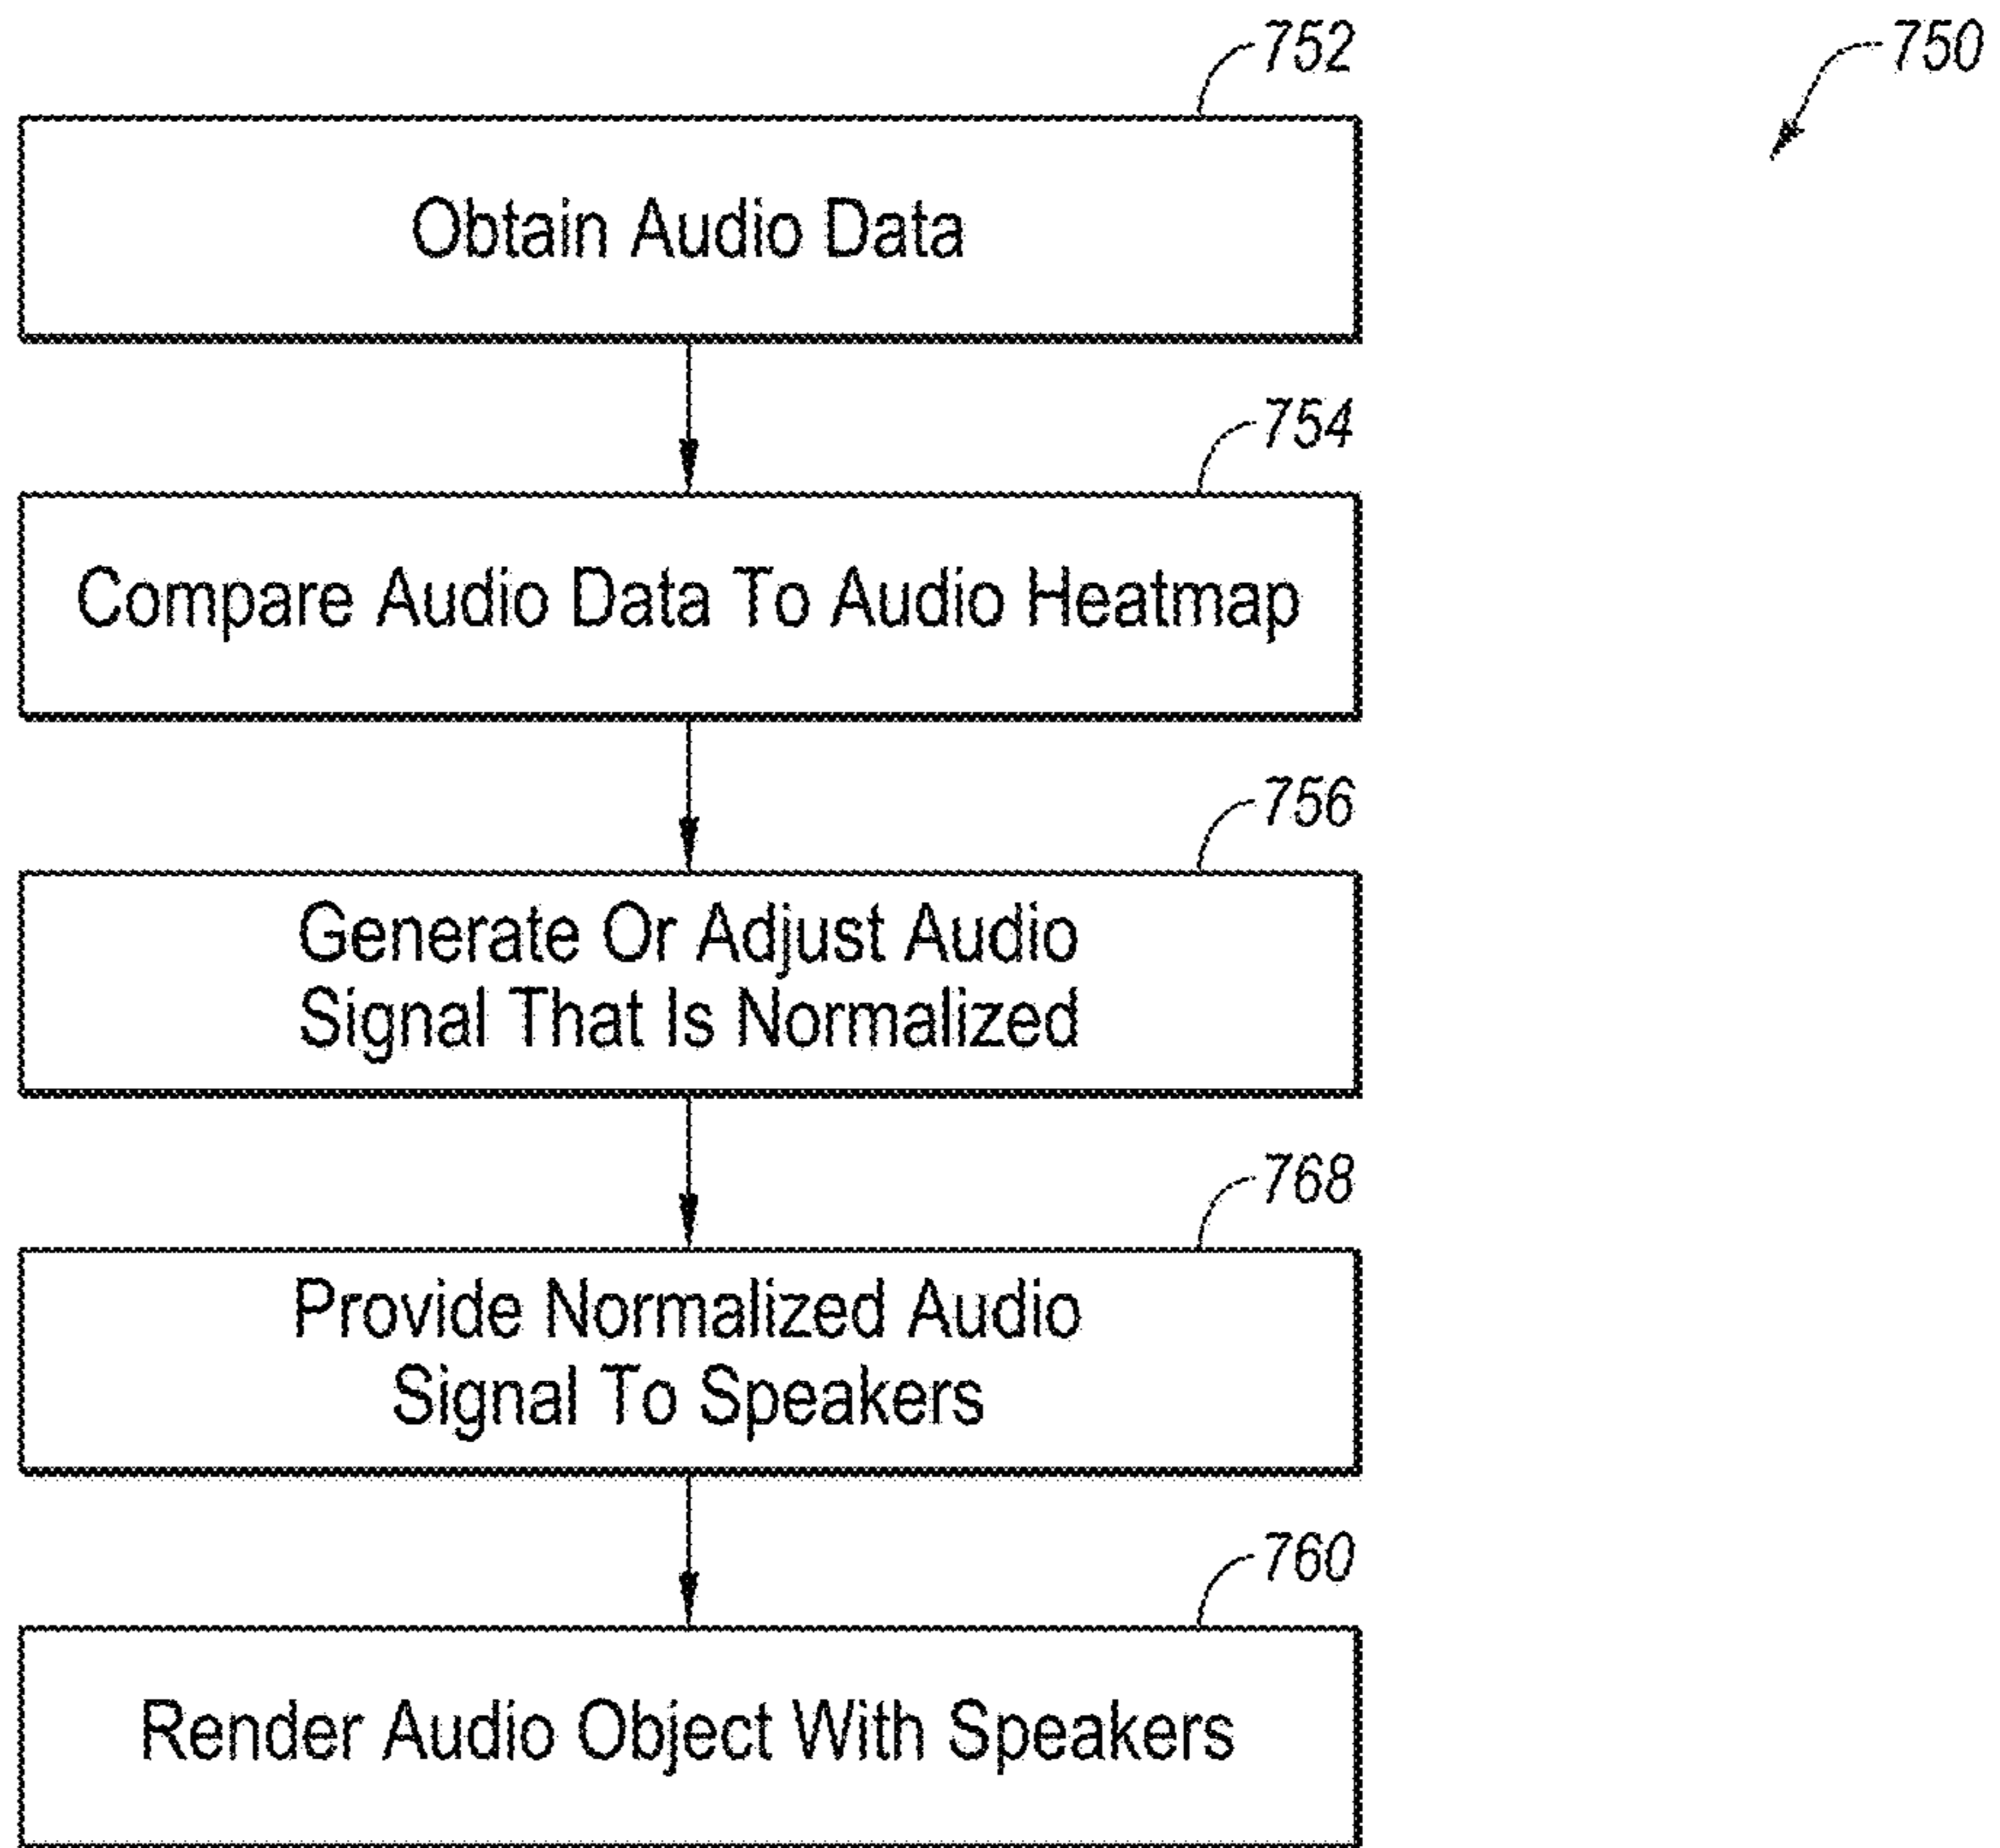 752
750
Obtain Audio Data
754
Compare Audio Data To Audio Heatmap
756
Generate Or Adjust Audio
Signal That Is Normalized
768
Provide Normalized Audio
Signal To Speakers
760
Render Audio Object With Speakers